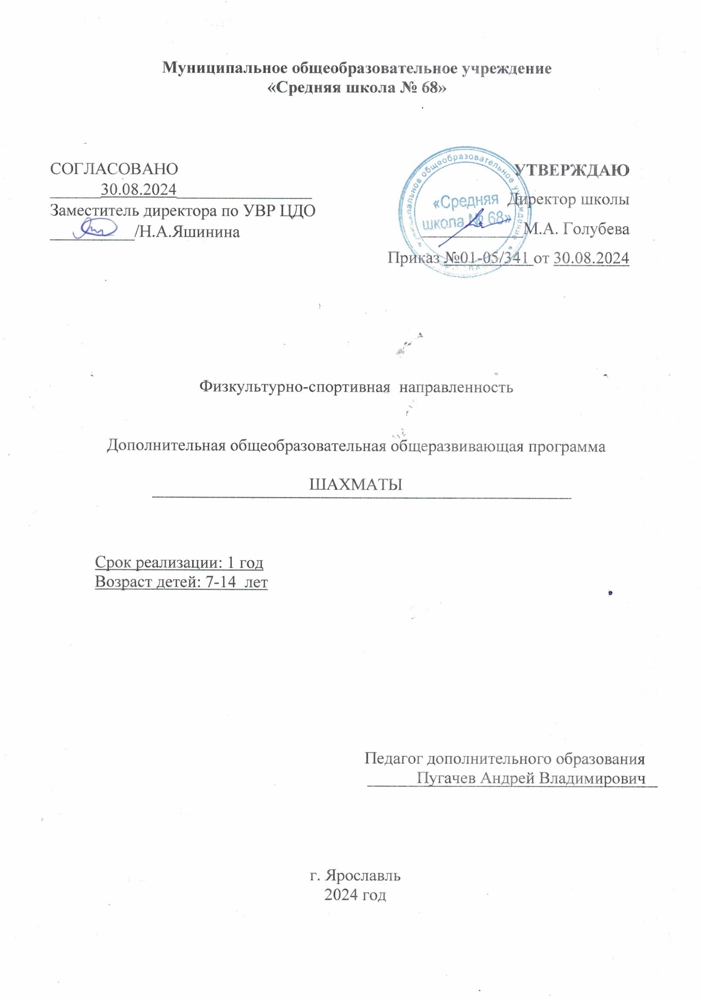 Муниципальное общеобразовательное учреждение
«Средняя школа № 68»
СОГЛАСОВАНО
30.08.2024
Заместитель директора по УВР ЦДО
/Н.А.Яшинина
УТВЕРЖДАЮ
Директор школы
М.А. Голубева
Приказ №01-05/341 от 30.08.2024
общеобразовательное учреждение
«Средняя
школа № 68»
Физкультурно-спортивная направленность
Дополнительная общеобразовательная общеразвивающая программа
ШАХМАТЫ
Срок реализации: 1 год
Возраст детей: 7-14 лет
Педагог дополнительного образования
Пугачев Андрей Владимирович
г. Ярославль
2024 год